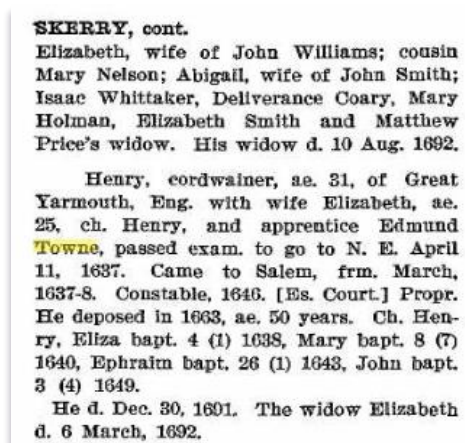 SKERRY, cont.
Elizabeth, wife of John Williams; cousin
Mary Nelson; Abigail, wife of John Smith;
Isaac Whittaker, Deliverance Coary, Mary
Holman, Elizabeth Smith and Matthew
Price's widow. His widow d. 10 Aug. 1692.
Henry, cordwainer, ae. 31, of Great
Yarmouth, Eng. with wife Elizabeth, ae.
25, ch. Henry, and apprentice Edmund
Towne, passed exam. to go to N. E. April
11, 1637. Came to Salem, frm. March,
1637-8. Constable, 1646. [Es. Court.] Propr.
He deposed in 1663, ae. 50 years. Ch. Hen-
ry, Eliza bapt. 4 (1) 1638, Mary bapt. 8 (7)
1640, Ephraim bapt. 26 (1) 1643, John bapt.
3 (4) 1649.
He d. Dec. 30, 1691. The widow Elizabeth
d. 6 March, 1692.